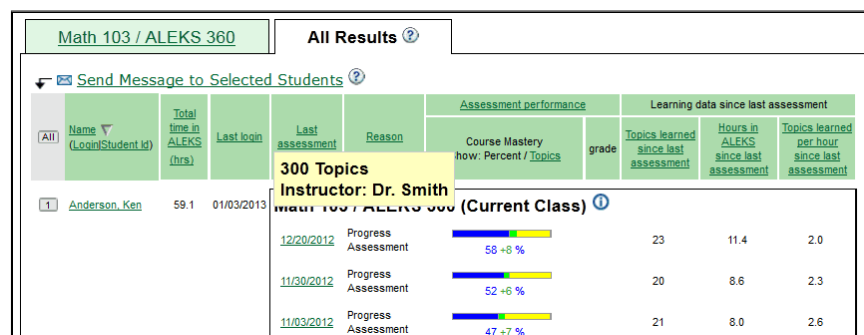 Math 103 / ALEKS 360
All Results ?
Send Message to Selected Students ?
Assessment performance
Learning data since last assessment
All
Name
(Login|Student Id)
Total
time in
ALEKS
(hrs)
Last login
Last
assessment
Reason
Course Mastery
Show: Percent / Topics
grade
Topics learned
since last
assessment
Hours in
ALEKS
since last
assessment
Topics learned
per hour
since last
assessment
300 Topics
Instructor: Dr. Smith
1
Anderson, Ken
59.1
01/03/2013
Math 103 / ALEKS 360 (Current Class) i
12/20/2012
Progress
Assessment
58 +8 %
23
11.4
2.0
11/30/2012
Progress
Assessment
52 +6 %
20
8.6
2.3
11/03/2012
Progress
Assessment
47 +7 %
21
8.0
2.6